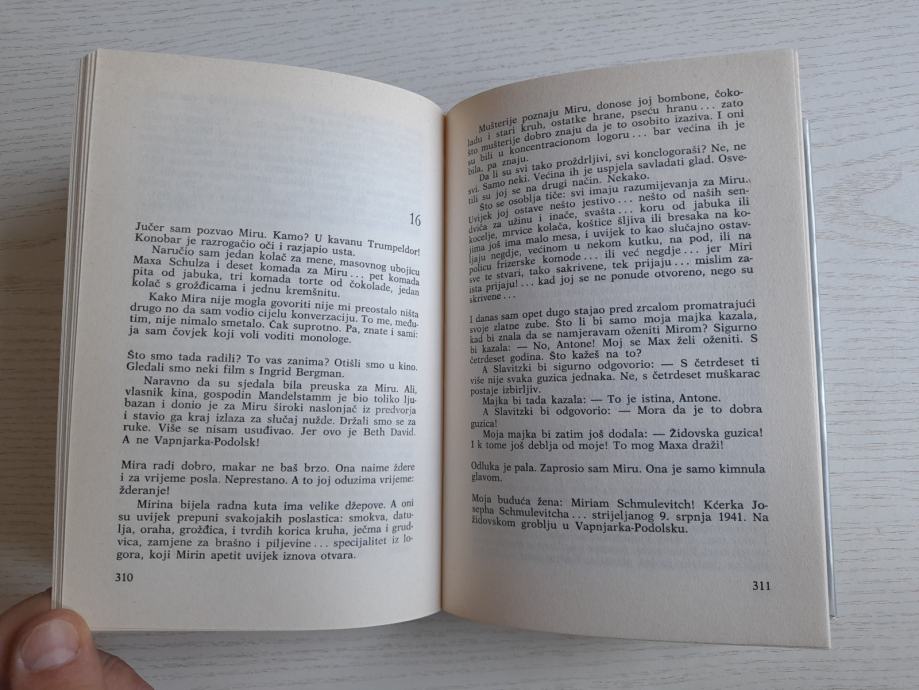 16
Jučer sam pozvao Miru. Kamo? U kavanu Trumpeldor!
Konobar je razrogačio oči i razjapio usta.
Naručio sam jedan kolač za mene, masovnog ubojicu
Maxa Schulza i deset komada za Miru... pet komada
pita od jabuka, tri komada torte od čokolade, jedan
kolač s grožđicama i jednu kremšnitu.
Kako Mira nije mogla govoriti nije mi preostalo ništa
drugo no da sam vodio cijelu konverzaciju. To me, među-
tim, nije nimalo smetalo. Čak suprotno. Pa, znate i sami:
ja sam čovjek koji voli voditi monologe.
Što smo tada radili? To vas zanima? Otišli smo u kino.
Gledali smo neki film s Ingrid Bergman.
Naravno da su sjedala bila preuska za Miru. Ali,
vlasnik kina, gospodin Mandelstamm je bio toliko lju-
bazan i donio je za Miru široki naslonjač iz predvorja
i stavio ga kraj izlaza za slučaj nužde. Držali smo se za
ruke. Više se nisam usuđivao. Jer ovo je Beth David.
A ne Vapnjarka-Podolsk!
Mira radi dobro, makar ne baš brzo. Ona naime ždere
i za vrijeme posla. Neprestano. A to joj oduzima vrijeme:
žderanje!
Mirina bijela radna kuta ima velike džepove. A oni
su uvijek prepuni svakojakih poslastica: smokva, datu-
lja, oraha, grožđica, i tvrdih korica kruha, ječma i grud-
vica, zamjene za brašno i piljevine... specijalitet iz lo-
gora, koji Mirin apetit uvijek iznova otvara.
310
Mušterije poznaju Miru, donose joj bombone, čoko-
ladu i stari kruh, ostatke hrane, pseću hranu... zato
što mušterije dobro znaju da je to osobito izaziva. I oni
su bili u koncentracionom logoru... bar većina ih je
bila, pa znaju.
Da li su svi tako proždrljivi, svi konclogoraši? Ne, ne
svi. Samo neki. Većina ih je uspjela savladati glad. Osve-
tili su joj se na drugi način. Nekako.
Što se osoblja tiče: svi imaju razumijevanja za Miru.
Uvijek joj ostave nešto jestivo... nešto od naših sen-
dviča za užinu i inače, svašta... koru od jabuka ili
kocelje, mrvice kolača, koštice šljiva ili bresaka na ko-
jima još ima malo mesa, i uvijek to kao slučajno ostav-
ljaju negdje, većinom u nekom kutku, na pod, ili na
policu frizerske komode... ili već negdje... jer Miri
sve te stvari, tako sakrivene, tek prijaju... mislim za-
ista prijaju!... kad joj se ne ponude otvoreno, nego su
skrivene...
I danas sam opet dugo stajao pred zrcalom promatrajući
svoje zlatne zube. Što li bi samo moja majka kazala,
kad bi znala da se namjeravam oženiti Mirom? Sigurno
bi kazala: — No, Antone! Moj se Max želi oženiti. S
četrdeset godina. Što kažeš na to?
A Slavitzki bi sigurno odgovorio: — S četrdeset ti
više nije svaka guzica jednaka. Ne, s četrdeset muškarac
postaje izbirljiv.
Majka bi tada kazala: — To je istina, Antone.
A Slavitzki bi odgovorio: — Mora da je to dobra
guzica!
Moja majka bi zatim još dodala: — Židovska guzica!
I k tome još deblja od moje! To mog Maxa draži!
Odluka je pala. Zaprosio sam Miru. Ona je samo kimnula
glavom.
Moja buduća žena: Miriam Schmulevitch! Kćerka Jo-
sepha Schmulevitcha... strijeljanog 9. srpnja 1941. Na
židovskom groblju u Vapnjarka-Podolsku.
311